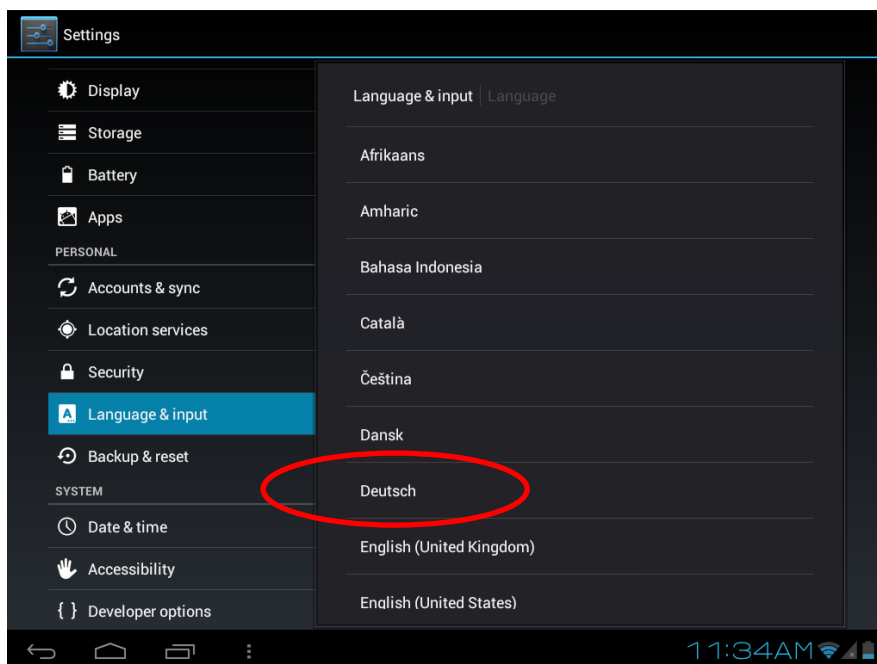 Settings
Display
Storage
Battery
Apps
PERSONAL
Accounts & sync
Location services
Security
Language & input
Backup & reset
SYSTEM
Date & time
Accessibility
{ } Developer options
Language & input | Language
Afrikaans
Amharic
Bahasa Indonesia
Català
Čeština
Dansk
Deutsch
English (United Kingdom)
English (United States)
11:34AM